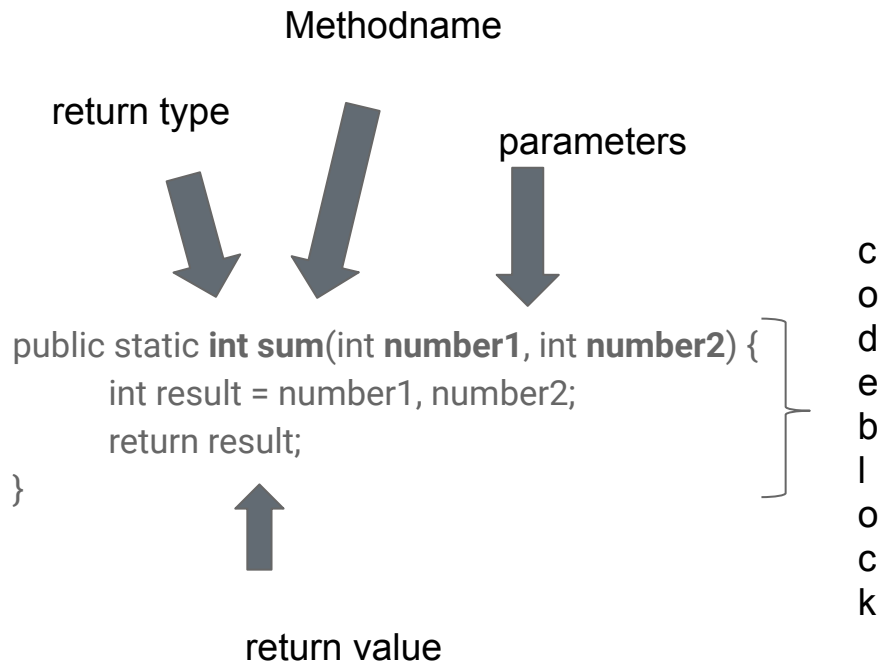 Methodname
return type
parameters
public static int sum(int number1, int number2) {
int result = number1, number2;
return result;
}
return value
c
o
d
e
b
l
o
c
k